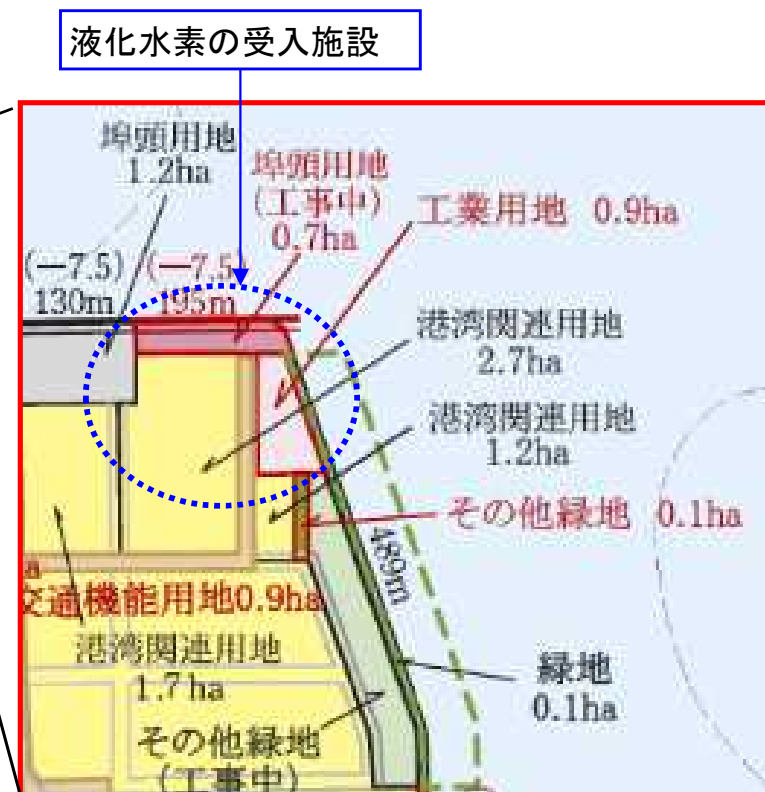 液化水素の受入施設
埠頭用地
1.2ha
埠頭用地
(工事中)
0.7ha
工業用地 0.9ha
(—7.5)
130m
(—7.5)
195m
港湾関連用地
2.7ha
港湾関連用地
1.2ha
その他緑地 0.1ha
489m
交通機能用地0.9ha
港湾関連用地
1.7ha
緑地
0.1ha
その他緑地
(工事中)